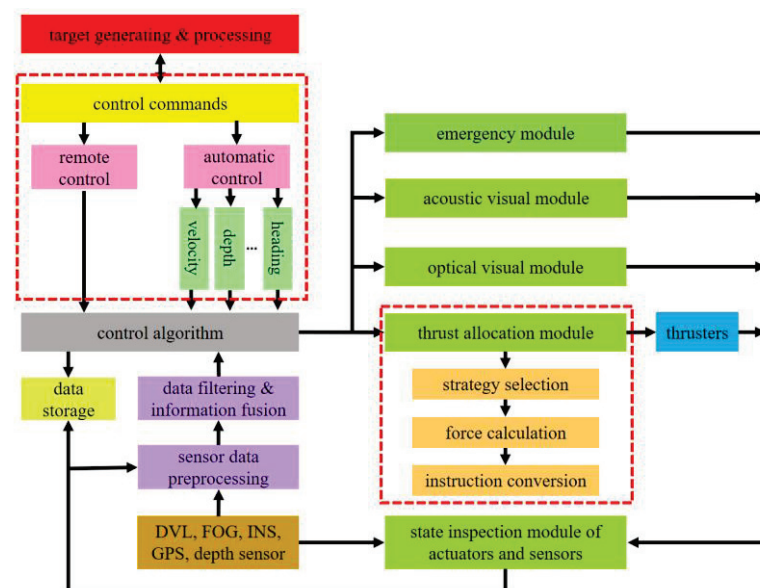 target generating & processing
control commands
remote
control
automatic
control
velocity
depth
...
heading
control algorithm
data
storage
data filtering &
information fusion
sensor data
preprocessing
DVL, FOG, INS,
GPS, depth sensor
emergency module
acoustic visual module
optical visual module
thrust allocation module
thrusters
strategy selection
force calculation
instruction conversion
state inspection module of
actuators and sensors